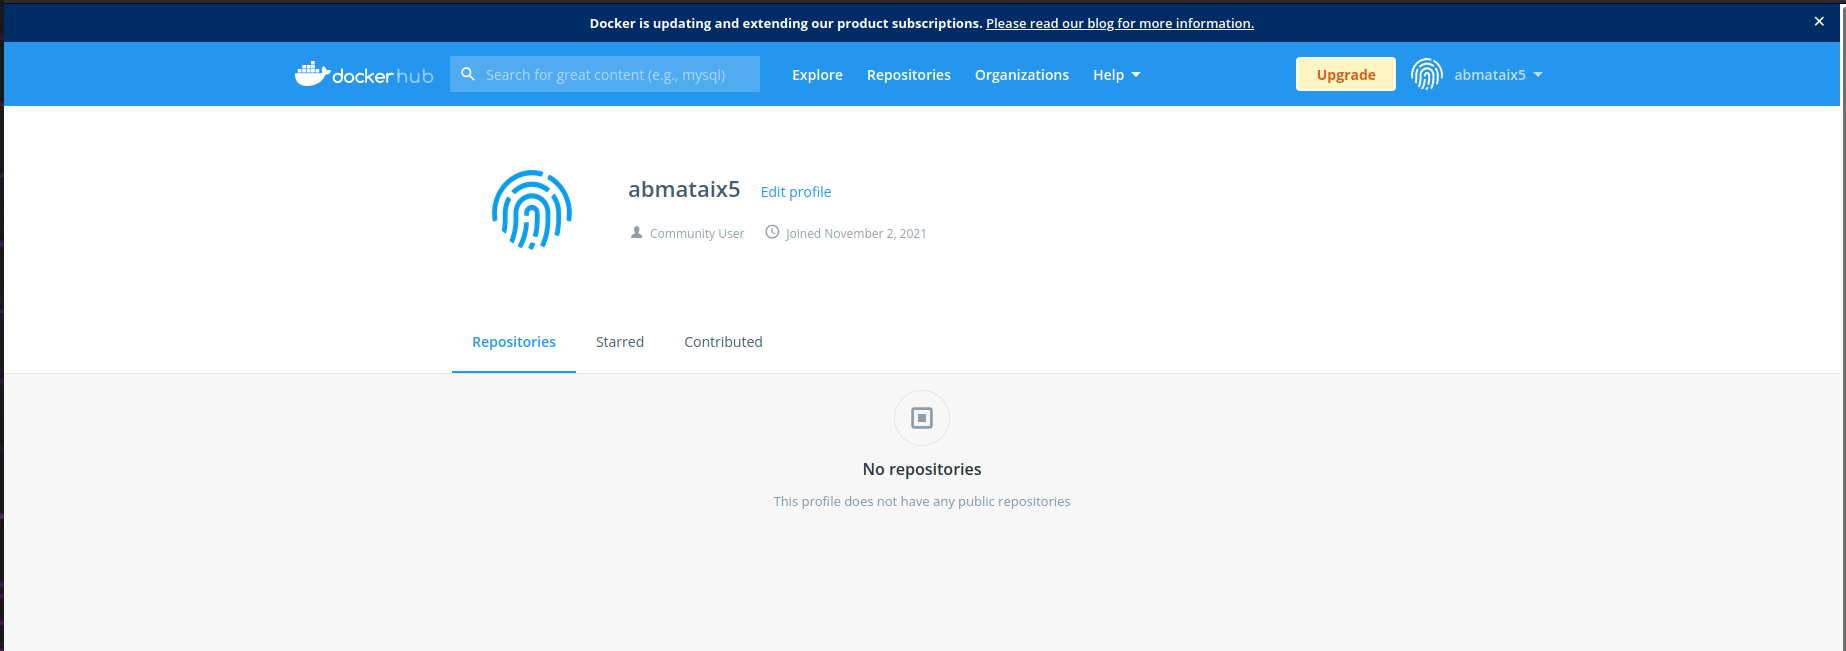 Docker is updating and extending our product subscriptions. Please read our blog for more information.
dockerhub Search for great content (e.g., mysql) Explore Repositories Organizations Help Upgrade abmataix5
abmataix5 Edit profile
Community User Joined November 2, 2021
Repositories Starred Contributed
No repositories
This profile does not have any public repositories